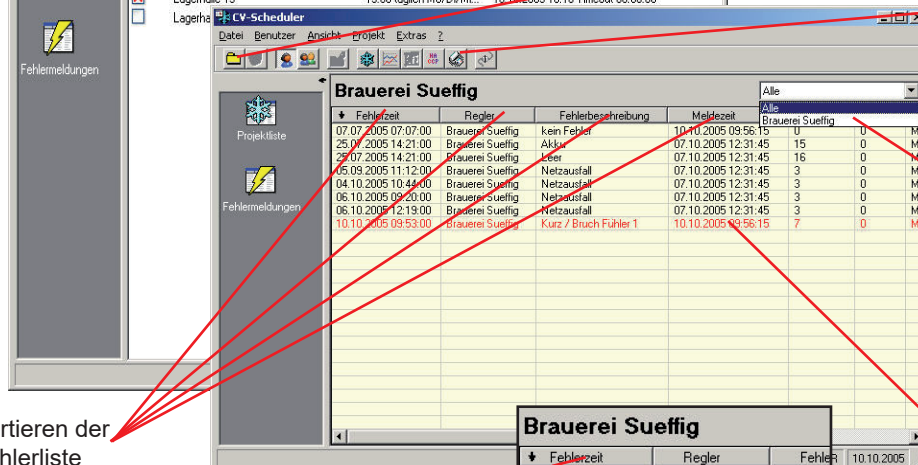 Lagerhalle 13 15:00 täglich Mo/Di/Mi...
Lagerha
Fehlermeldungen
CV-Scheduler
Datei Benutzer Ansicht Projekt Extras ?
Brauerei Sueffig
Alle
Alle
Brauerei Sueffig
Projektliste
Fehlermeldungen
Fehlerzeit Regler Fehlerbeschreibung Meldezeit
07.07.2005 07:07:00 Brauerei Sueffig kein Fehler 10.10.2005 09:56:15 0 0 M
25.07.2005 14:21:00 Brauerei Sueffig Akku 07.10.2005 12:31:45 15 0 M
25.07.2005 14:21:00 Brauerei Sueffig Leer 07.10.2005 12:31:45 16 0 M
05.09.2005 11:12:00 Brauerei Sueffig Netzausfall 07.10.2005 12:31:45 3 0 M
04.10.2005 10:44:00 Brauerei Sueffig Netzausfall 07.10.2005 12:31:45 3 0 M
06.10.2005 09:20:00 Brauerei Sueffig Netzausfall 07.10.2005 12:31:45 3 0 M
06.10.2005 12:19:00 Brauerei Sueffig Netzausfall 07.10.2005 12:31:45 3 0 M
10.10.2005 09:53:00 Brauerei Sueffig Kurz / Bruch Fühler 1 10.10.2005 09:56:15 7 0 M
rtieren der
hlerliste
Brauerei Sueffig
Fehlerzeit Regler Fehler
10.10.2005